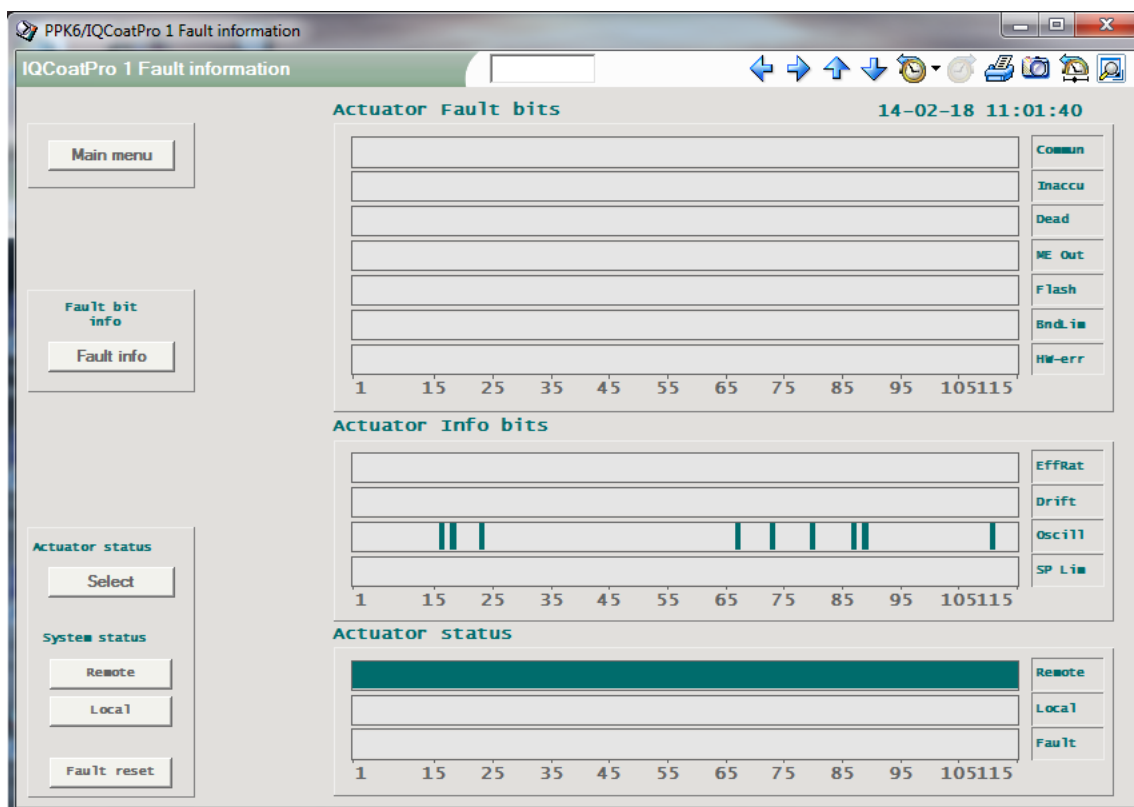 PPK6/IQCoatPro 1 Fault information
IQCoatPro 1 Fault information
Actuator Fault bits
14-02-18 11:01:40
Main menu
Commun
Inaccu
Dead
ME Out
Fault bit
info
Fault info
Flash
BndLim
HW-err
1 15 25 35 45 55 65 75 85 95 105115
Actuator Info bits
EffRat
Drift
Oscill
SP Lim
1 15 25 35 45 55 65 75 85 95 105115
Actuator status
Select
System status
Remote
Local
Fault reset
Actuator status
Remote
Local
Fault
1 15 25 35 45 55 65 75 85 95 105115